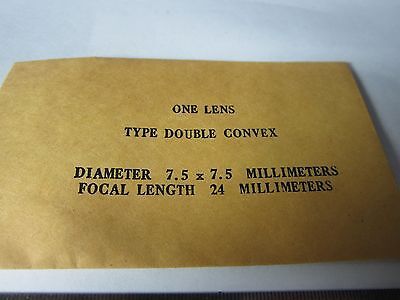 ONE LENS
TYPE DOUBLE CONVEX
DIAMETER 7.5 x 7.5 MILLIMETERS
FOCAL LENGTH 24 MILLIMETERS